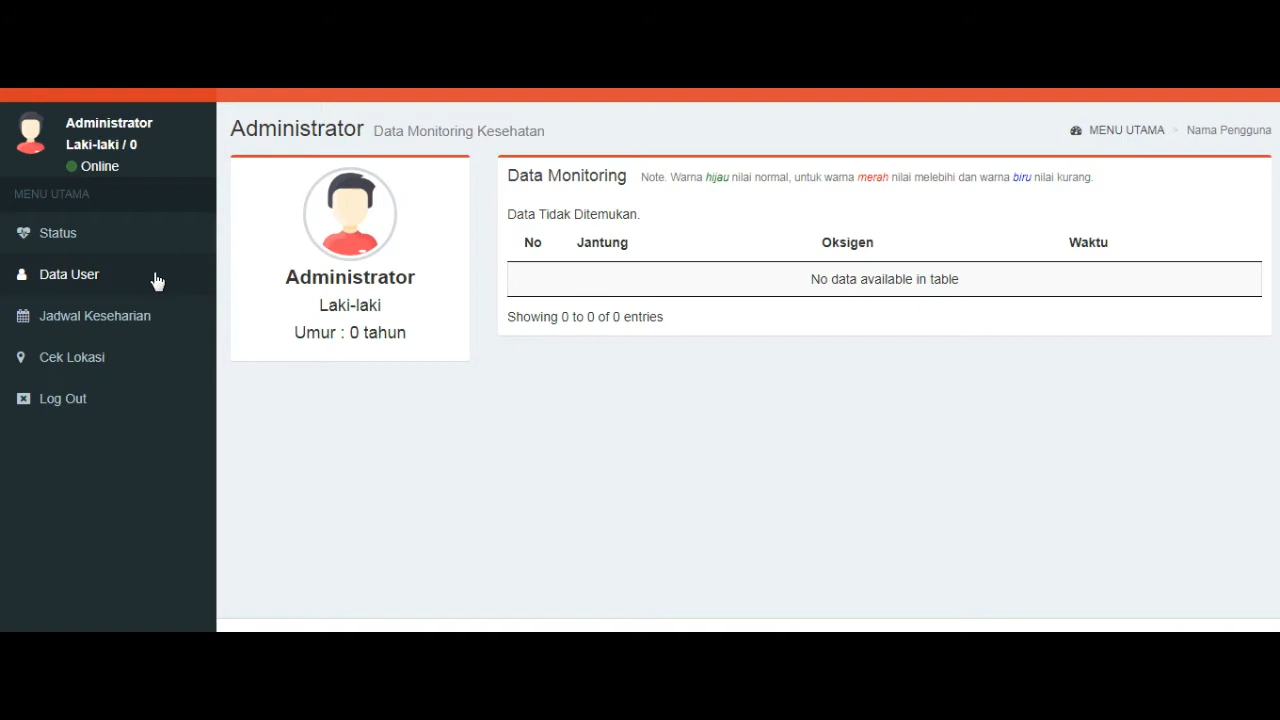 Administrator
Laki-laki / 0
Online
MENU UTAMA
Status
Data User
Jadwal Keseharian
Cek Lokasi
Log Out
Administrator Data Monitoring Kesehatan
MENU UTAMA > Nama Pengguna
Administrator
Laki-laki
Umur : 0 tahun
Data Monitoring Note. Warna hijau nilai normal, untuk warna merah nilai melebihi dan warna biru nilai kurang.
Data Tidak Ditemukan.
No Jantung Oksigen Waktu
No data available in table
Showing 0 to 0 of 0 entries